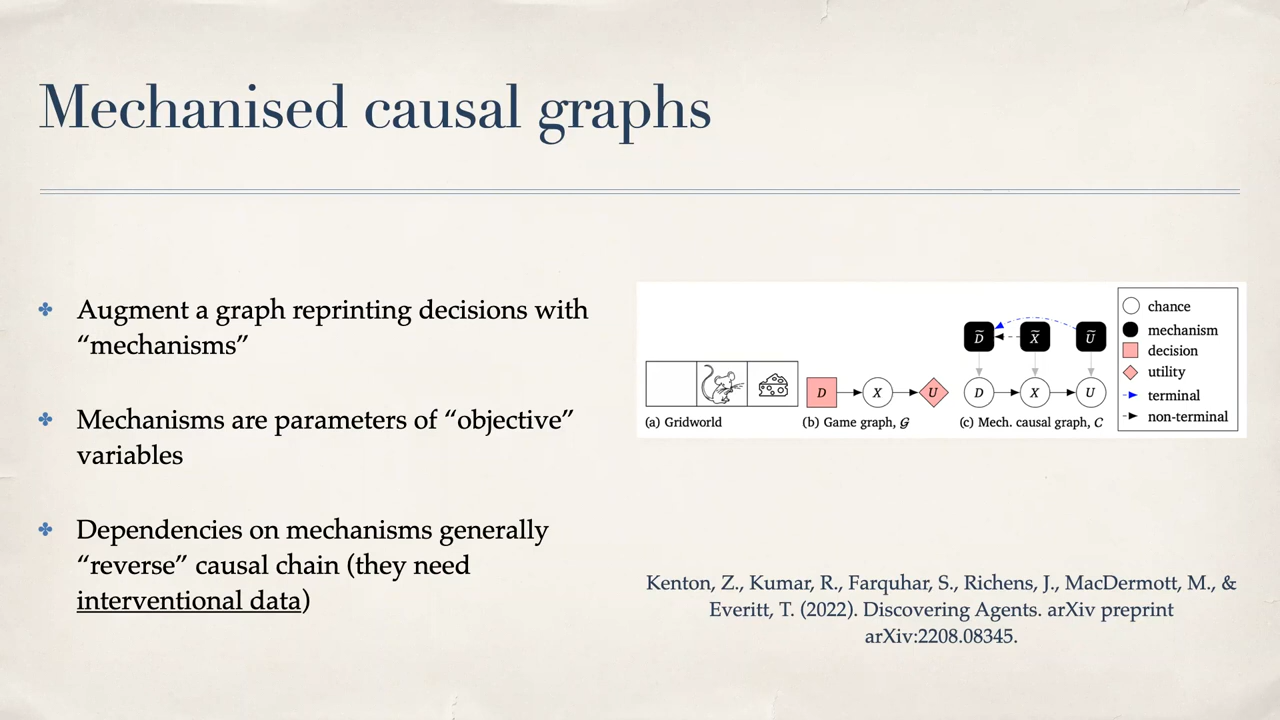 Mechanised causal graphs
Augment a graph reprinting decisions with
“mechanisms”
Mechanisms are parameters of “objective”
variables
Dependencies on mechanisms generally
“reverse” causal chain (they need
interventional data)
(a) Gridworld
D X U
(b) Game graph, 𝒢
D̃ X̃ Ũ
D X U
(c) Mech. causal graph, C
chance
mechanism
decision
utility
terminal
non-terminal
Kenton, Z., Kumar, R., Farquhar, S., Richens, J., MacDermott, M., &
Everitt, T. (2022). Discovering Agents. arXiv preprint
arXiv:2208.08345.